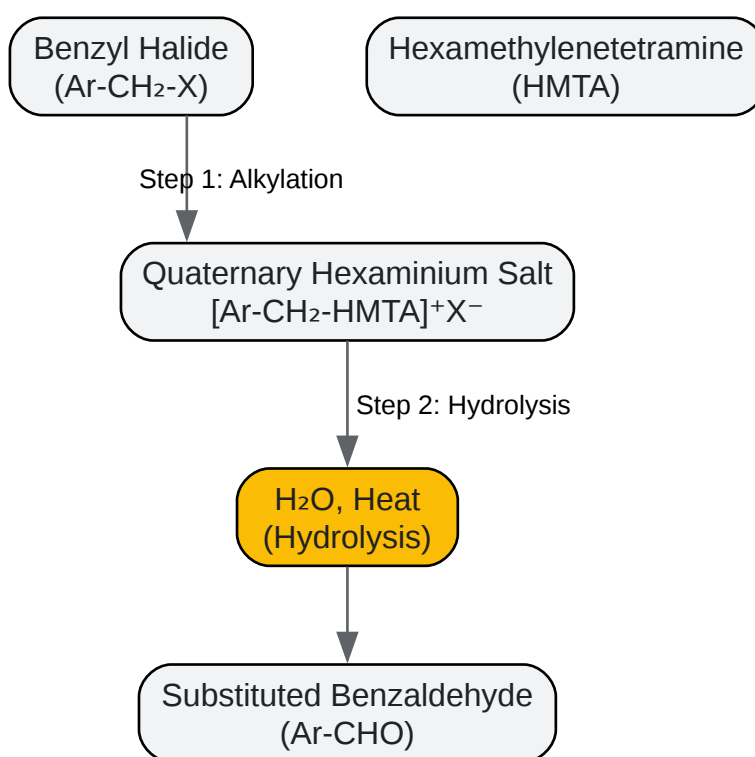 Benzyl Halide
(Ar-CH₂-X)
Hexamethylenetetramine
(HMTA)
Step 1: Alkylation
Quaternary Hexaminium Salt
[Ar-CH₂-HMTA]⁺X⁻
Step 2: Hydrolysis
H₂O, Heat
(Hydrolysis)
Substituted Benzaldehyde
(Ar-CHO)